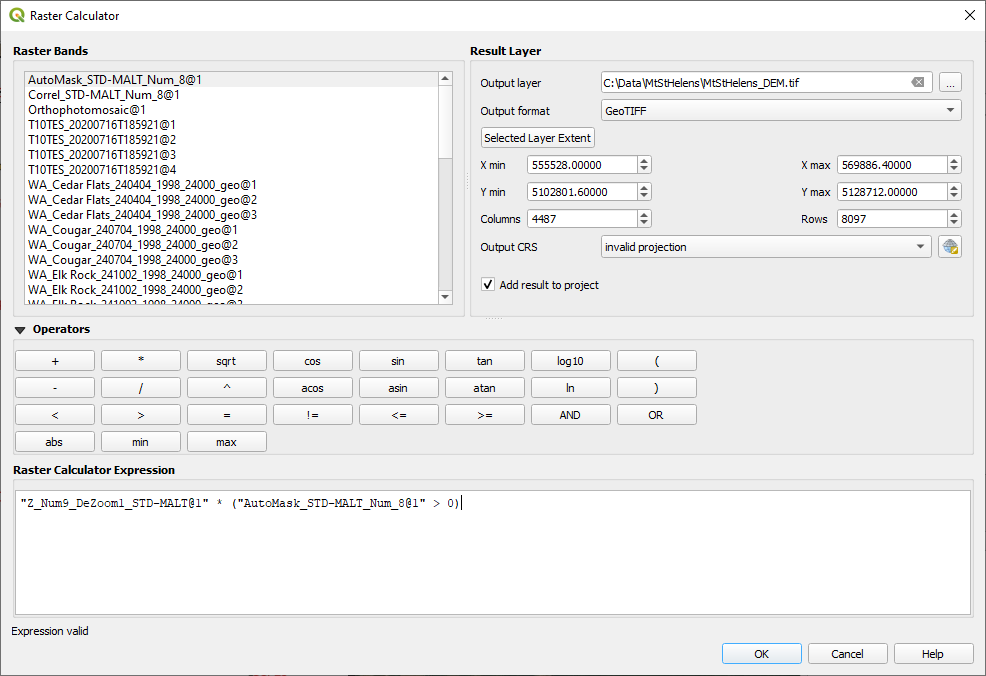 Raster Calculator
Raster Bands
AutoMask_STD-MALT_Num_8@1
Correl_STD-MALT_Num_8@1
Orthophotomosaic@1
T10TES_20200716T185921@1
T10TES_20200716T185921@2
T10TES_20200716T185921@3
T10TES_20200716T185921@4
WA_Cedar Flats_240404_1998_24000_geo@1
WA_Cedar Flats_240404_1998_24000_geo@2
WA_Cedar Flats_240404_1998_24000_geo@3
WA_Cougar_240704_1998_24000_geo@1
WA_Cougar_240704_1998_24000_geo@2
WA_Cougar_240704_1998_24000_geo@3
WA_Elk Rock_241002_1998_24000_geo@1
WA_Elk Rock_241002_1998_24000_geo@2
WA_Elk Rock_241002_1998_24000_geo@3
Result Layer
Output layer C:\Data\MtStHelens\MtStHelens_DEM.tif ...
Output format GeoTIFF
Selected Layer Extent
X min 555528.00000 X max 569886.40000
Y min 5102801.60000 Y max 5128712.00000
Columns 4487 Rows 8097
Output CRS invalid projection
Add result to project
Operators
+ * sqrt cos sin tan log10 (
- / ^ acos asin atan ln )
< > = != <= >= AND OR
abs min max
Raster Calculator Expression
"Z_Num9_DeZoom1_STD-MALT@1" * ("AutoMask_STD-MALT_Num_8@1" > 0)
Expression valid
OK Cancel Help